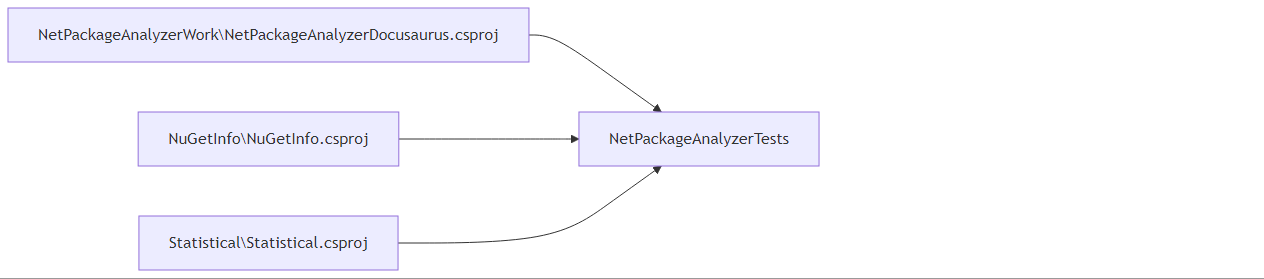 NetPackageAnalyzerWork\NetPackageAnalyzerDocusaurus.csproj
NuGetInfo\NuGetInfo.csproj
NetPackageAnalyzerTests
Statistical\Statistical.csproj